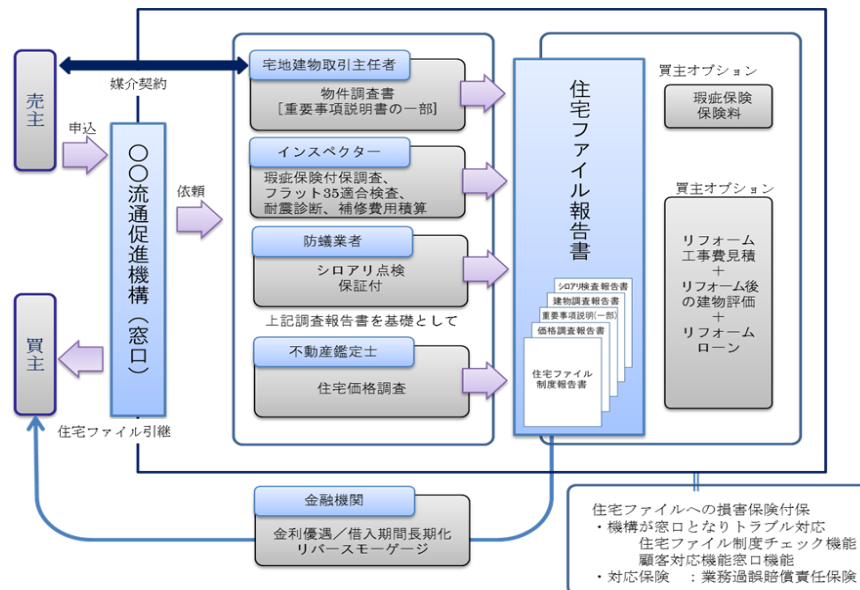 売主
媒介契約
申込
〇〇流通促進機構（窓口）
依頼
買主
住宅ファイル引継
宅地建物取引主任者
物件調査書
[重要事項説明書の一部]
インスペクター
瑕疵保険付保調査、
フラット35適合検査、
耐震診断、補修費用積算
防蟻業者
シロアリ点検
保証付
上記調査報告書を基礎として
不動産鑑定士
住宅価格調査
住宅ファイル報告書
シロアリ検査報告書
建物調査報告書
重要事項説明(一部)
価格調査報告書
住宅ファイル
制度報告書
買主オプション
瑕疵保険
保険料
買主オプション
リフォーム
工事費見積
＋
リフォーム後
の建物評価
＋
リフォーム
ローン
金融機関
金利優遇／借入期間長期化
リバースモーゲージ
住宅ファイルへの損害保険付保
・機構が窓口となりトラブル対応
住宅ファイル制度チェック機能
顧客対応機能窓口機能
・対応保険　：業務過誤賠償責任保険